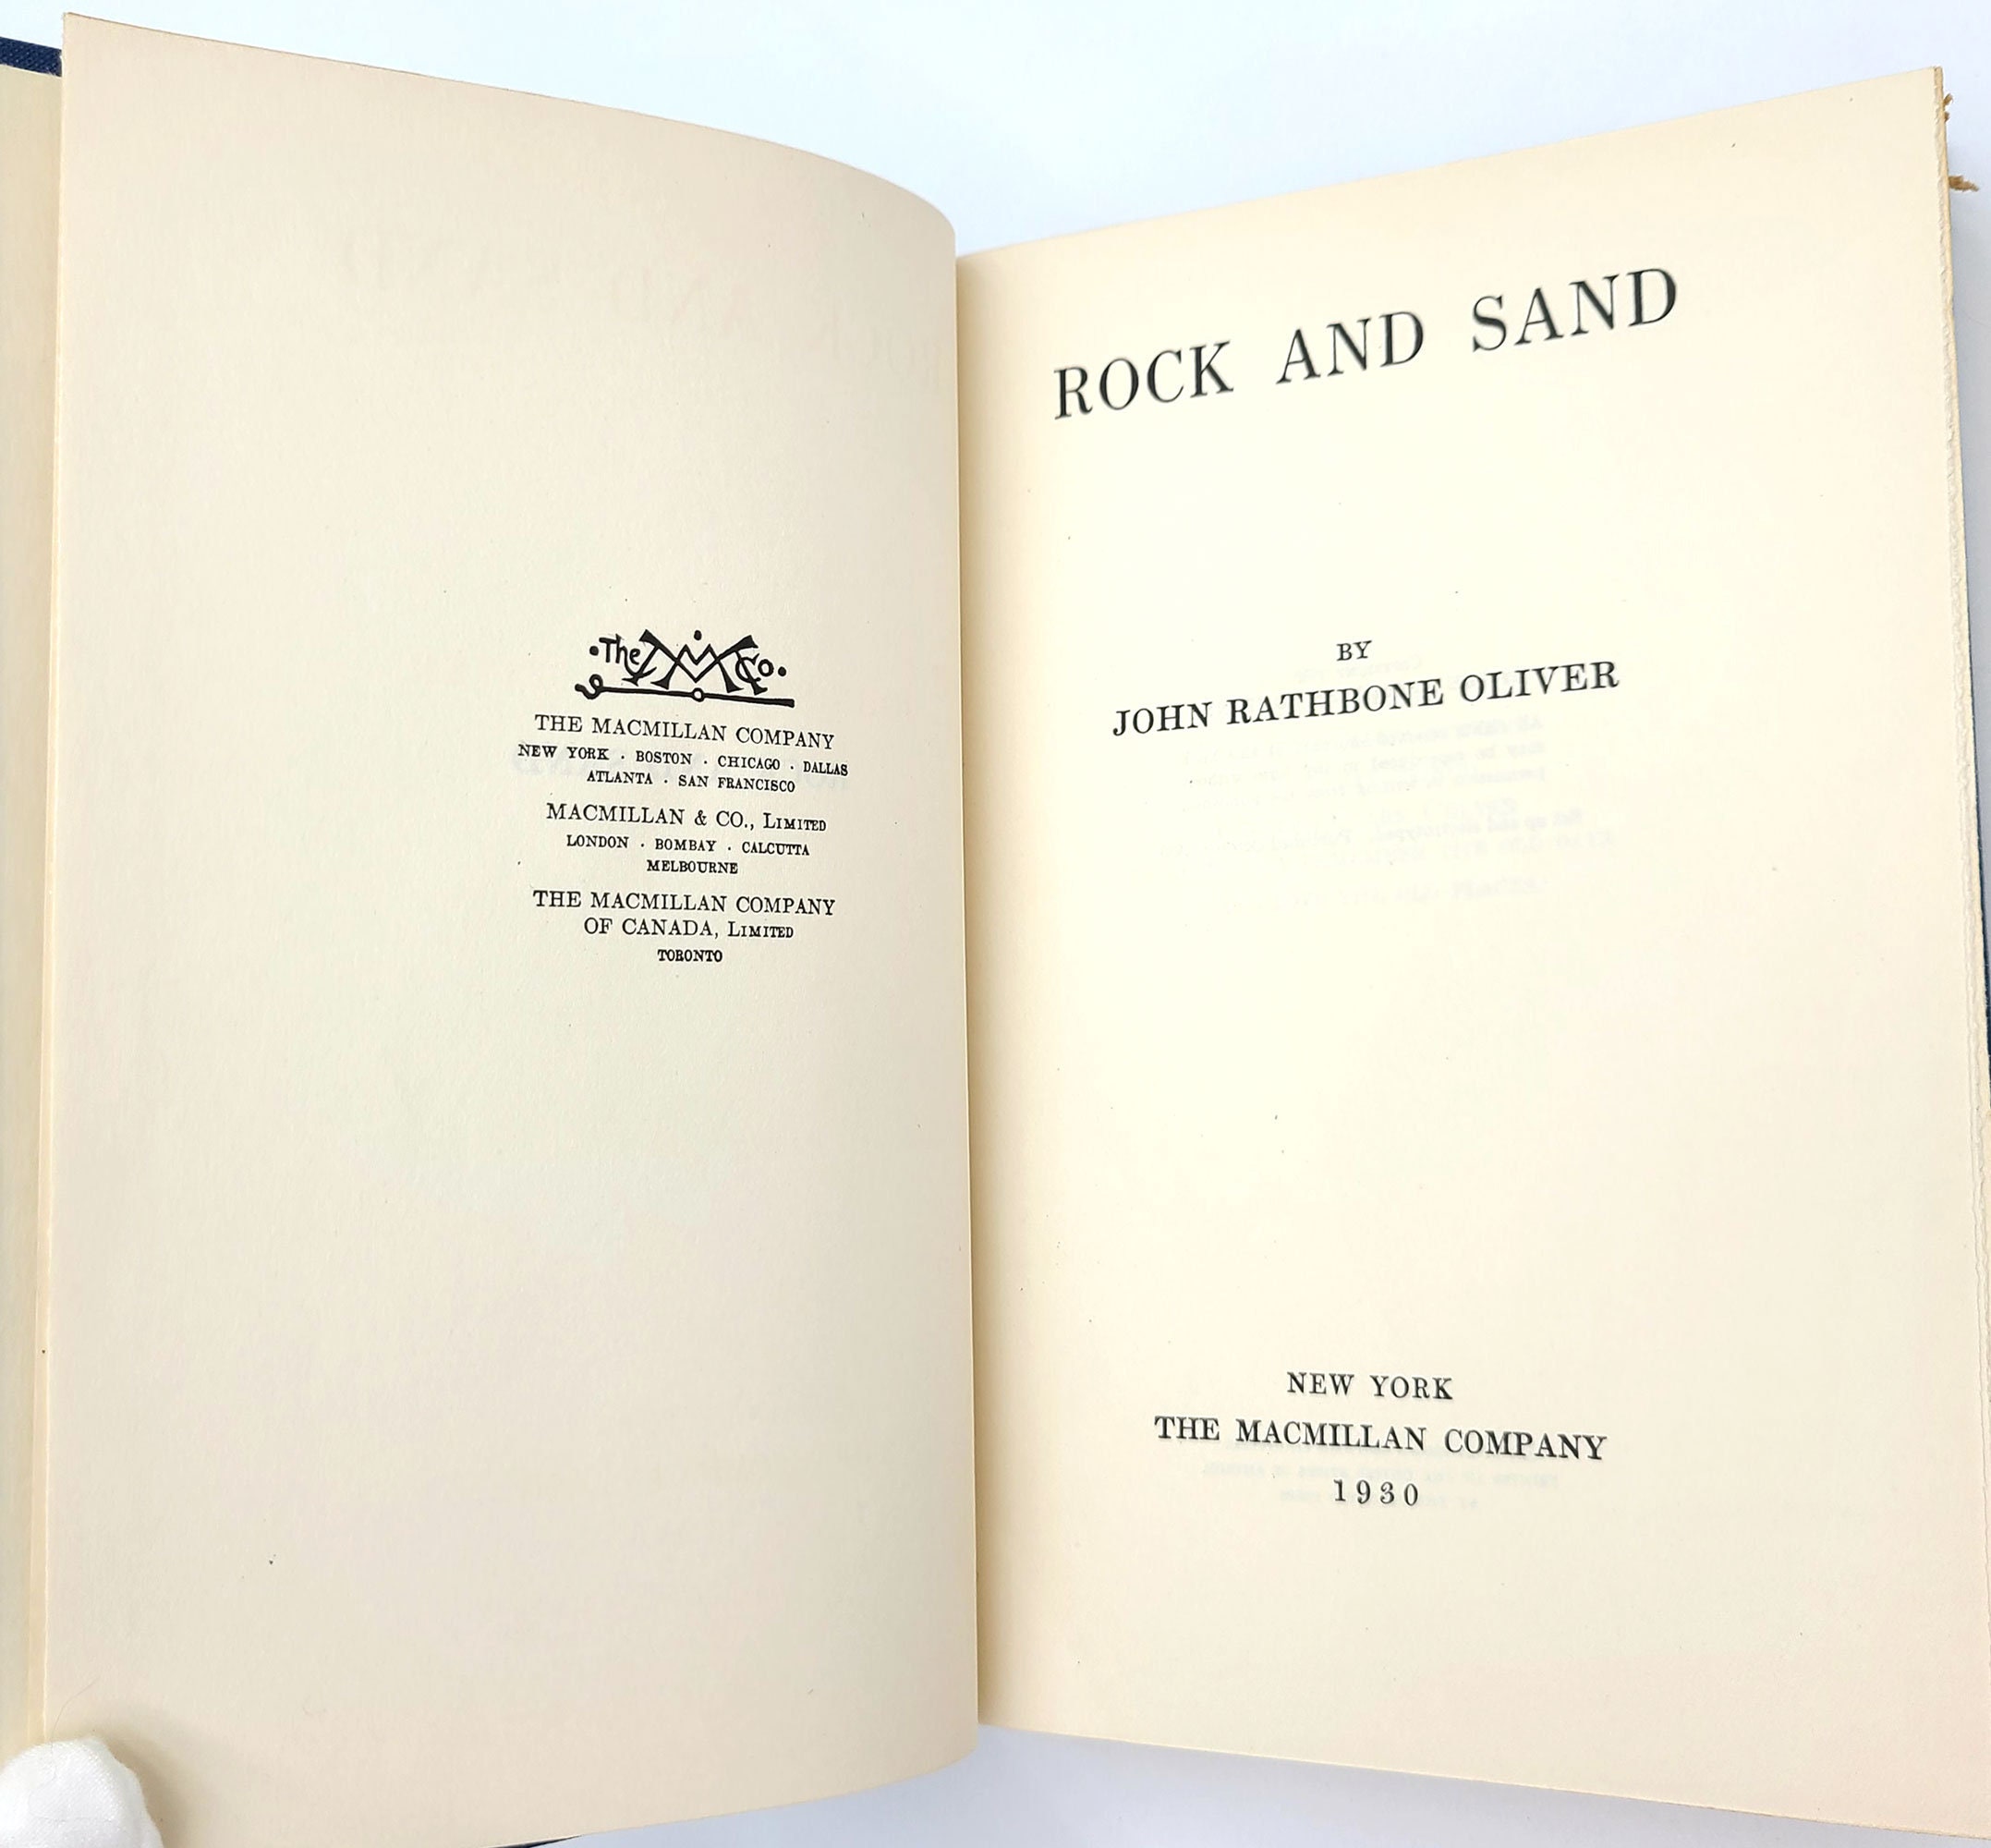 The M & Co.
THE MACMILLAN COMPANY
NEW YORK · BOSTON · CHICAGO · DALLAS
ATLANTA · SAN FRANCISCO
MACMILLAN & CO., LIMITED
LONDON · BOMBAY · CALCUTTA
MELBOURNE
THE MACMILLAN COMPANY
OF CANADA, LIMITED
TORONTO
ROCK AND SAND
BY
JOHN RATHBONE OLIVER
NEW YORK
THE MACMILLAN COMPANY
1930